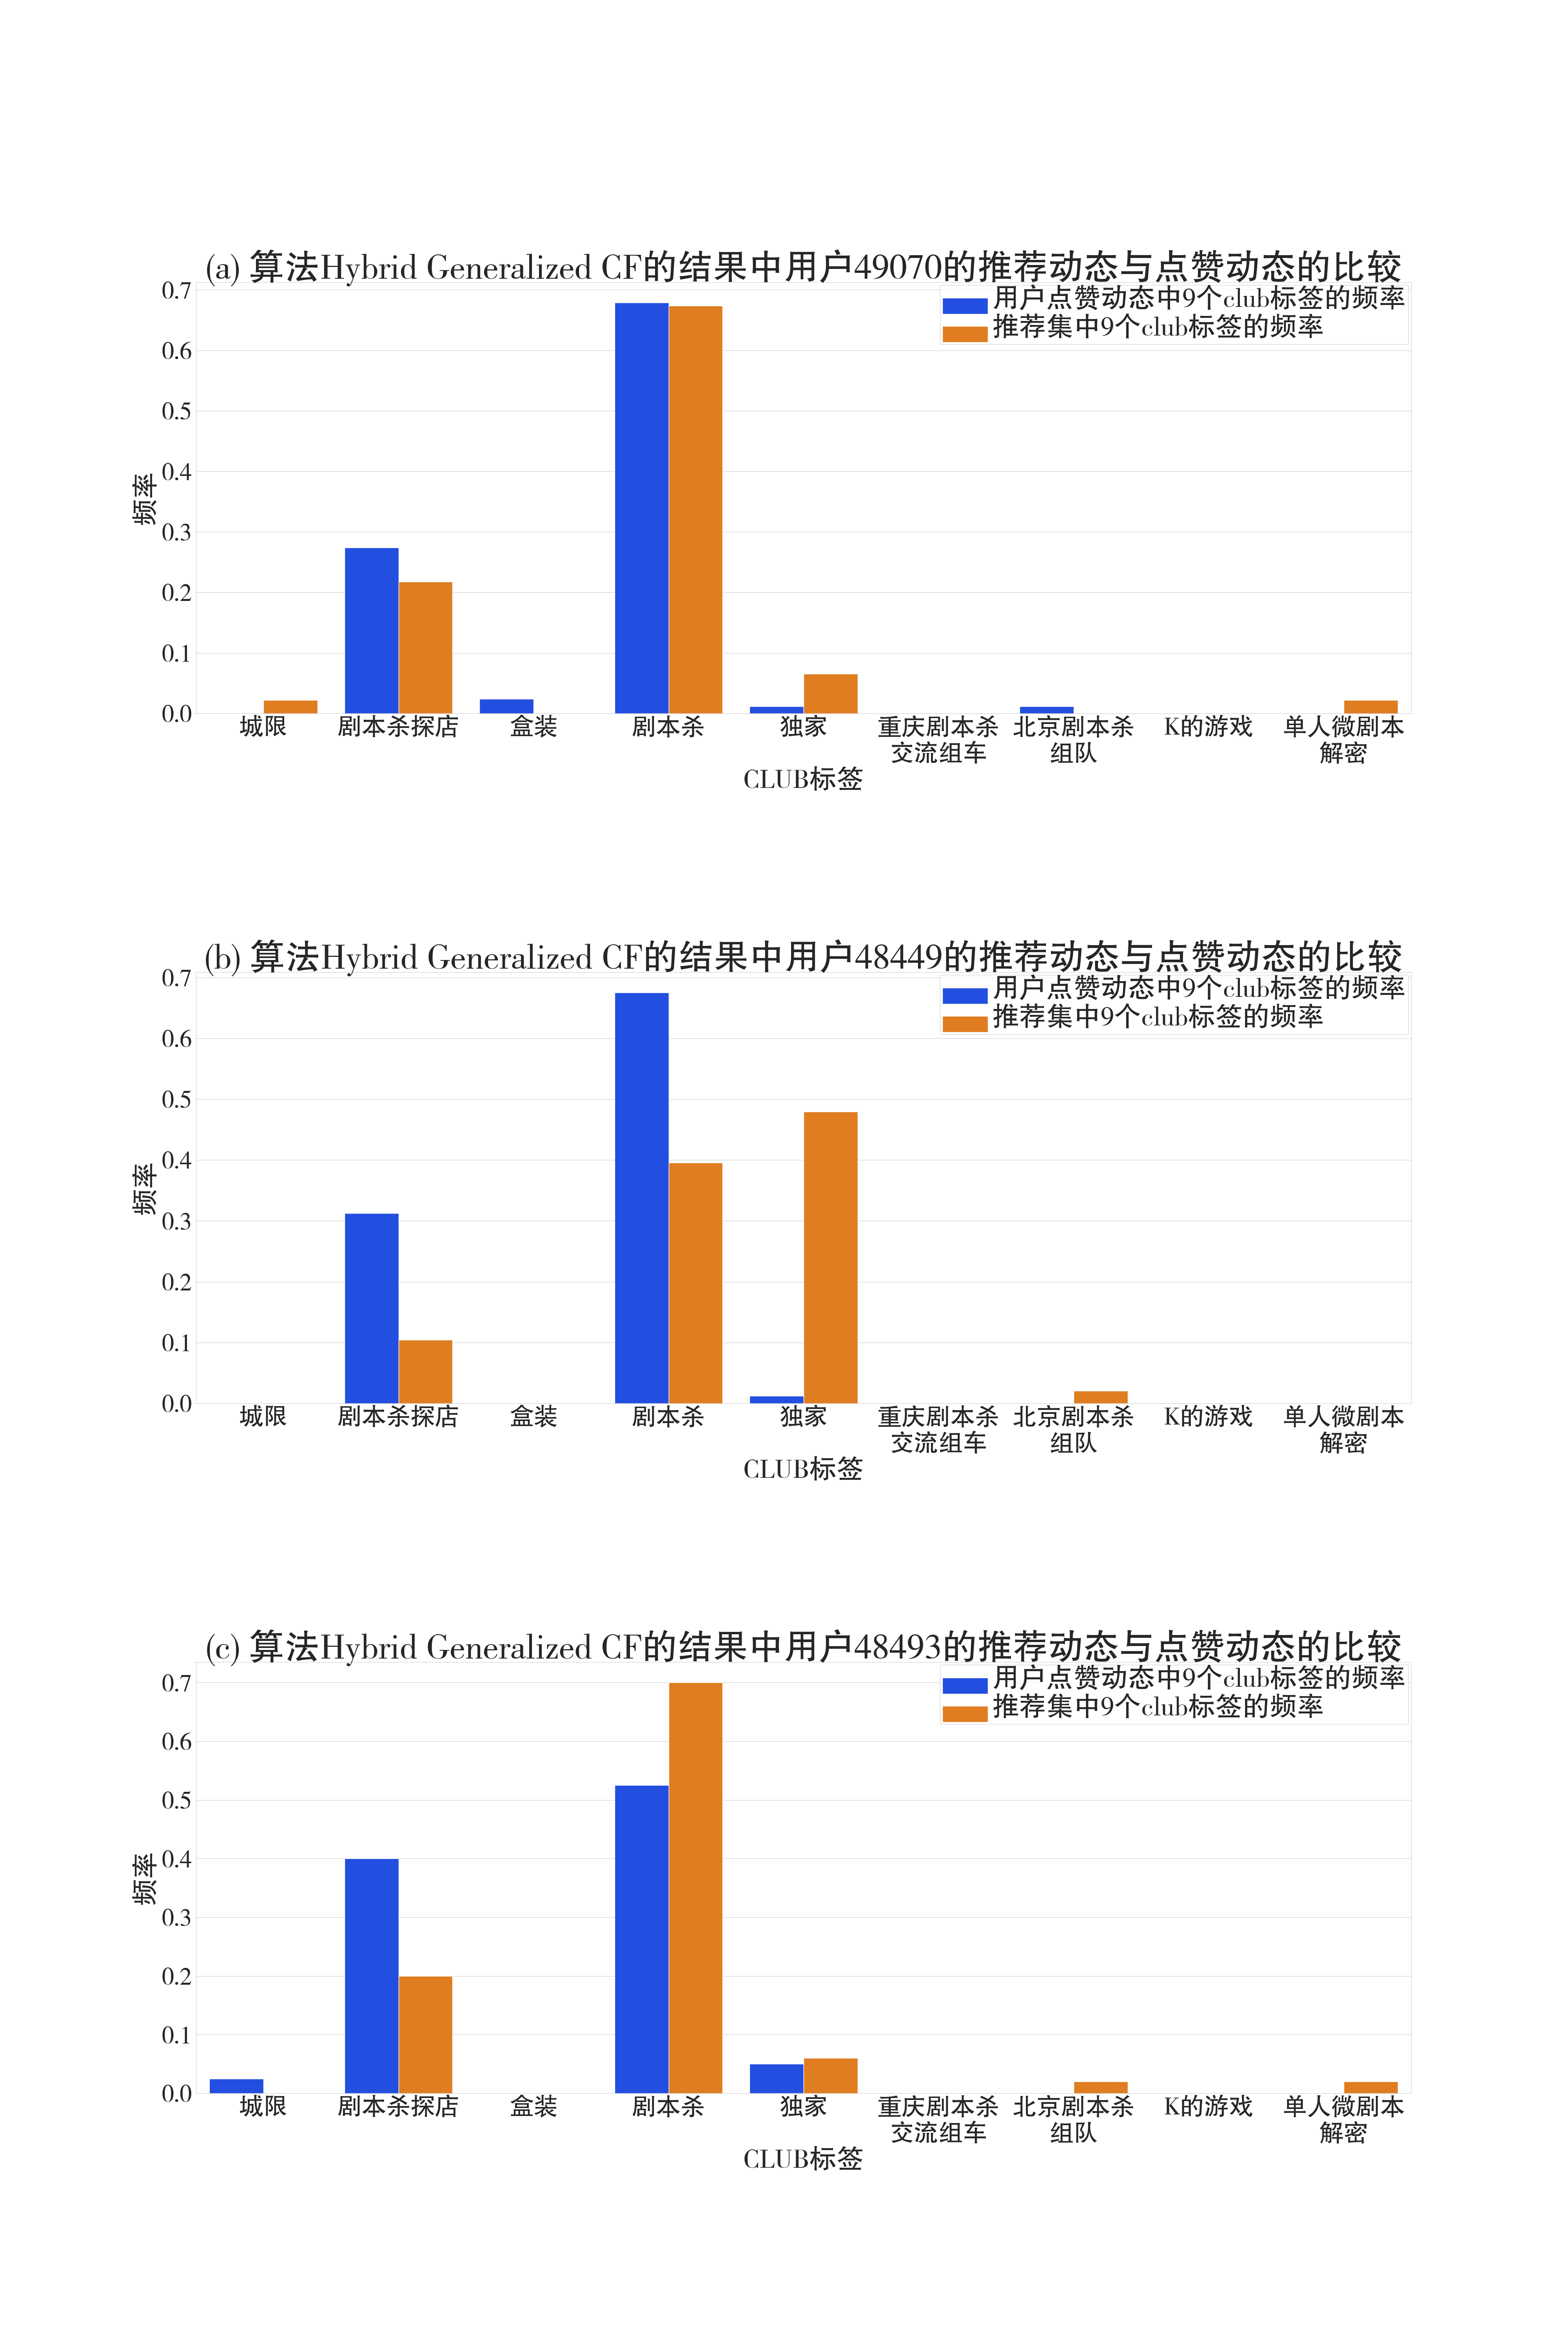 (a) 算法Hybrid Generalized CF的结果中用户49070的推荐动态与点赞动态的比较
用户点赞动态中9个club标签的频率
推荐集中9个club标签的频率
0.7
0.6
0.5
0.4
0.3
0.2
0.1
0.0
频率
城限 剧本杀探店 盒装 剧本杀 独家 重庆剧本杀 北京剧本杀 K的游戏 单人微剧本
交流组车 组队 解密
CLUB标签
(b) 算法Hybrid Generalized CF的结果中用户48449的推荐动态与点赞动态的比较
用户点赞动态中9个club标签的频率
推荐集中9个club标签的频率
0.7
0.6
0.5
0.4
0.3
0.2
0.1
0.0
频率
城限 剧本杀探店 盒装 剧本杀 独家 重庆剧本杀 北京剧本杀 K的游戏 单人微剧本
交流组车 组队 解密
CLUB标签
(c) 算法Hybrid Generalized CF的结果中用户48493的推荐动态与点赞动态的比较
用户点赞动态中9个club标签的频率
推荐集中9个club标签的频率
0.7
0.6
0.5
0.4
0.3
0.2
0.1
0.0
频率
城限 剧本杀探店 盒装 剧本杀 独家 重庆剧本杀 北京剧本杀 K的游戏 单人微剧本
交流组车 组队 解密
CLUB标签